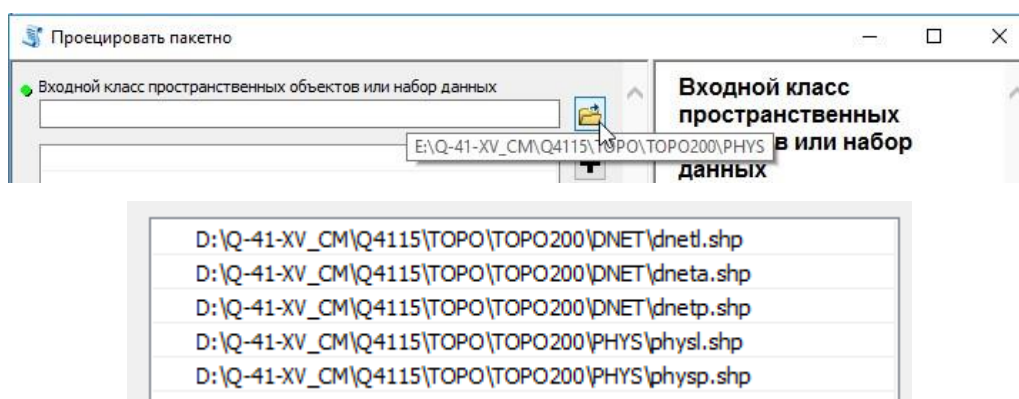 Проецировать пакетно
Входной класс пространственных объектов или набор данных
E:\Q-41-XV_CM\Q4115\TOPO\TOPO200\PHYS
Входной класс
пространственных
в или набор
данных
D:\Q-41-XV_CM\Q4115\TOPO\TOPO200\DNET\dnetl.shp
D:\Q-41-XV_CM\Q4115\TOPO\TOPO200\DNET\dneta.shp
D:\Q-41-XV_CM\Q4115\TOPO\TOPO200\DNET\dnetp.shp
D:\Q-41-XV_CM\Q4115\TOPO\TOPO200\PHYS\physl.shp
D:\Q-41-XV_CM\Q4115\TOPO\TOPO200\PHYS\physp.shp